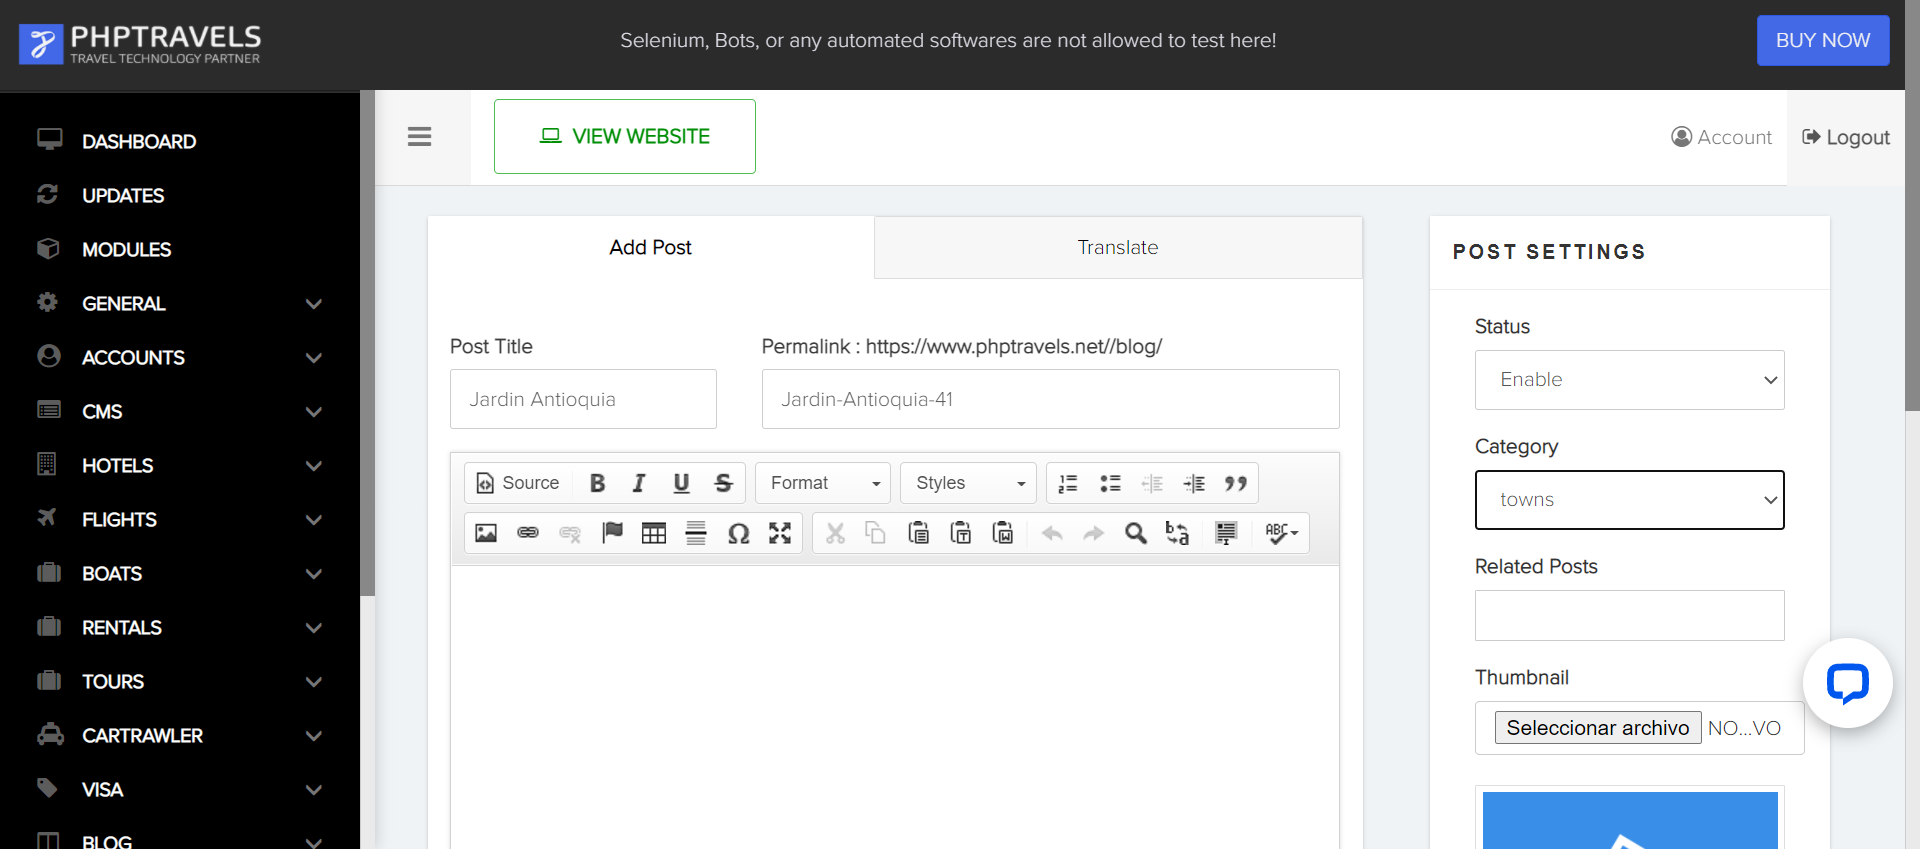 PHPTRAVELS
TRAVEL TECHNOLOGY PARTNER
Selenium, Bots, or any automated softwares are not allowed to test here!
BUY NOW
DASHBOARD
UPDATES
MODULES
GENERAL
ACCOUNTS
CMS
HOTELS
FLIGHTS
BOATS
RENTALS
TOURS
CARTRAWLER
VISA
BLOG
VIEW WEBSITE
Account
Logout
Add Post
Translate
Post Title
Permalink : https://www.phptravels.net//blog/
Jardin Antioquia
Jardin-Antioquia-41
Source
Format
Styles
ABC
POST SETTINGS
Status
Enable
Category
towns
Related Posts
Thumbnail
Seleccionar archivo NO...VO